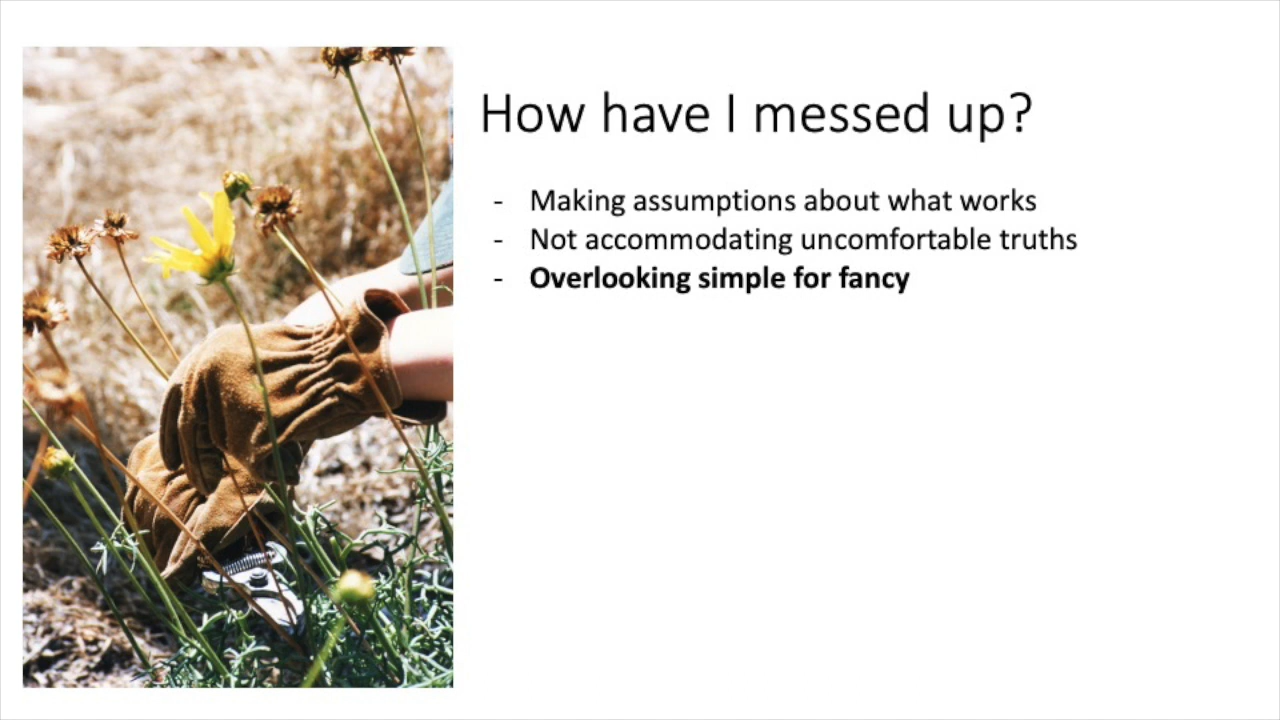 How have I messed up?
- Making assumptions about what works
- Not accommodating uncomfortable truths
- Overlooking simple for fancy